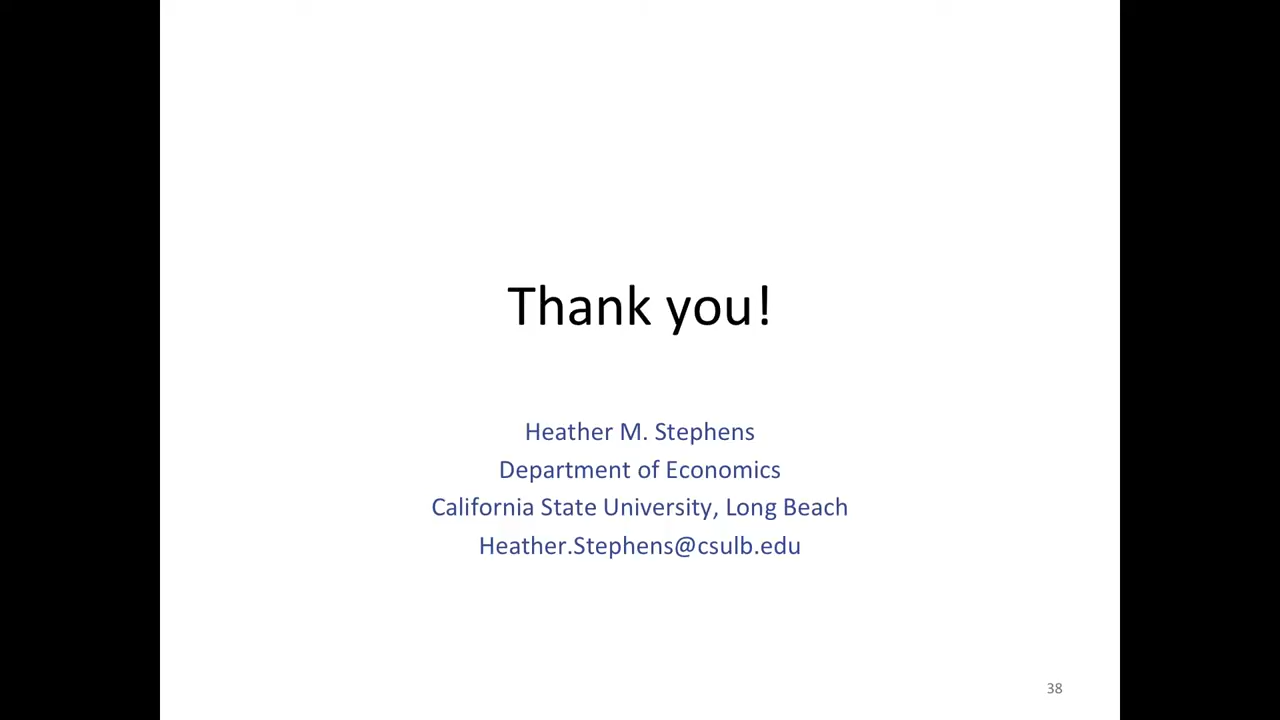 Thank you!
Heather M. Stephens
Department of Economics
California State University, Long Beach
Heather.Stephens@csulb.edu
38